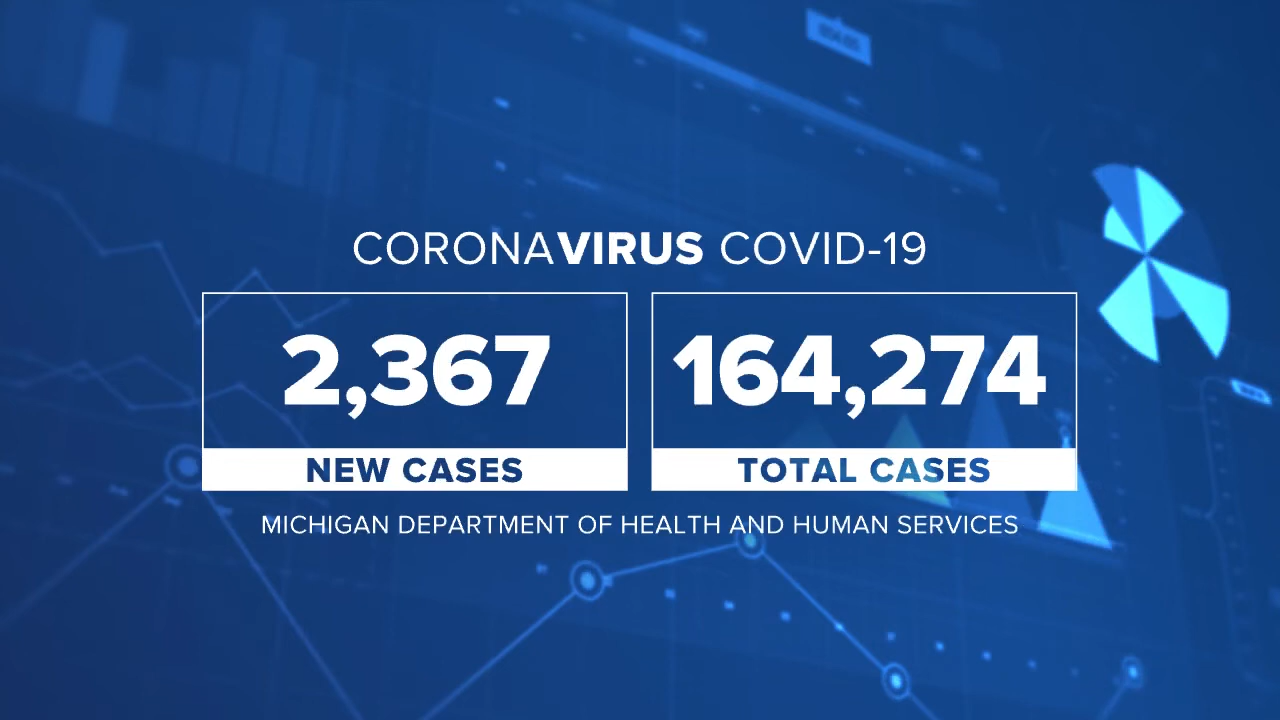 CORONAVIRUS COVID-19
2,367 164,274
NEW CASES TOTAL CASES
MICHIGAN DEPARTMENT OF HEALTH AND HUMAN SERVICES